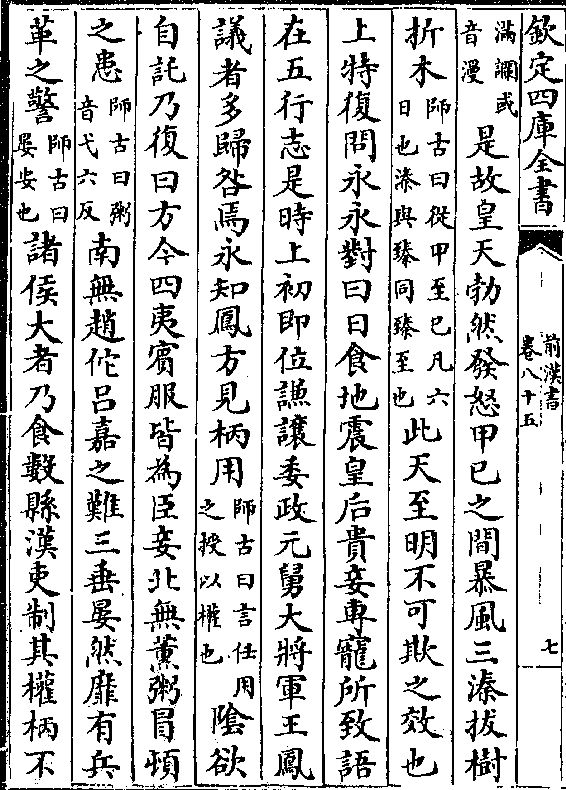 欽定四庫全書
前漢書
卷八十五
七
滿讕或
音漫
是故皇天勃然發怒甲已之間暴風三溱拔樹
折木
師古曰從甲至已凡六
日也溱與臻同臻至也
此天至明不可欺之效也
上特復問永永對曰日食地震皇后貴妾專寵所致語
在五行志是時上初即位謙讓委政元舅大將軍王鳳
議者多歸咎焉永知鳳方見柄用
師古曰言任用
之授以權也
陰欲
自託乃復曰方今四夷賓服皆為臣妾北無薰粥冒頓
之患
師古曰粥
音弋六反
南無趙佗呂嘉之難三垂晏然靡有兵
革之警
師古曰
晏安也
諸侯大者乃食數縣漢吏制其權柄不